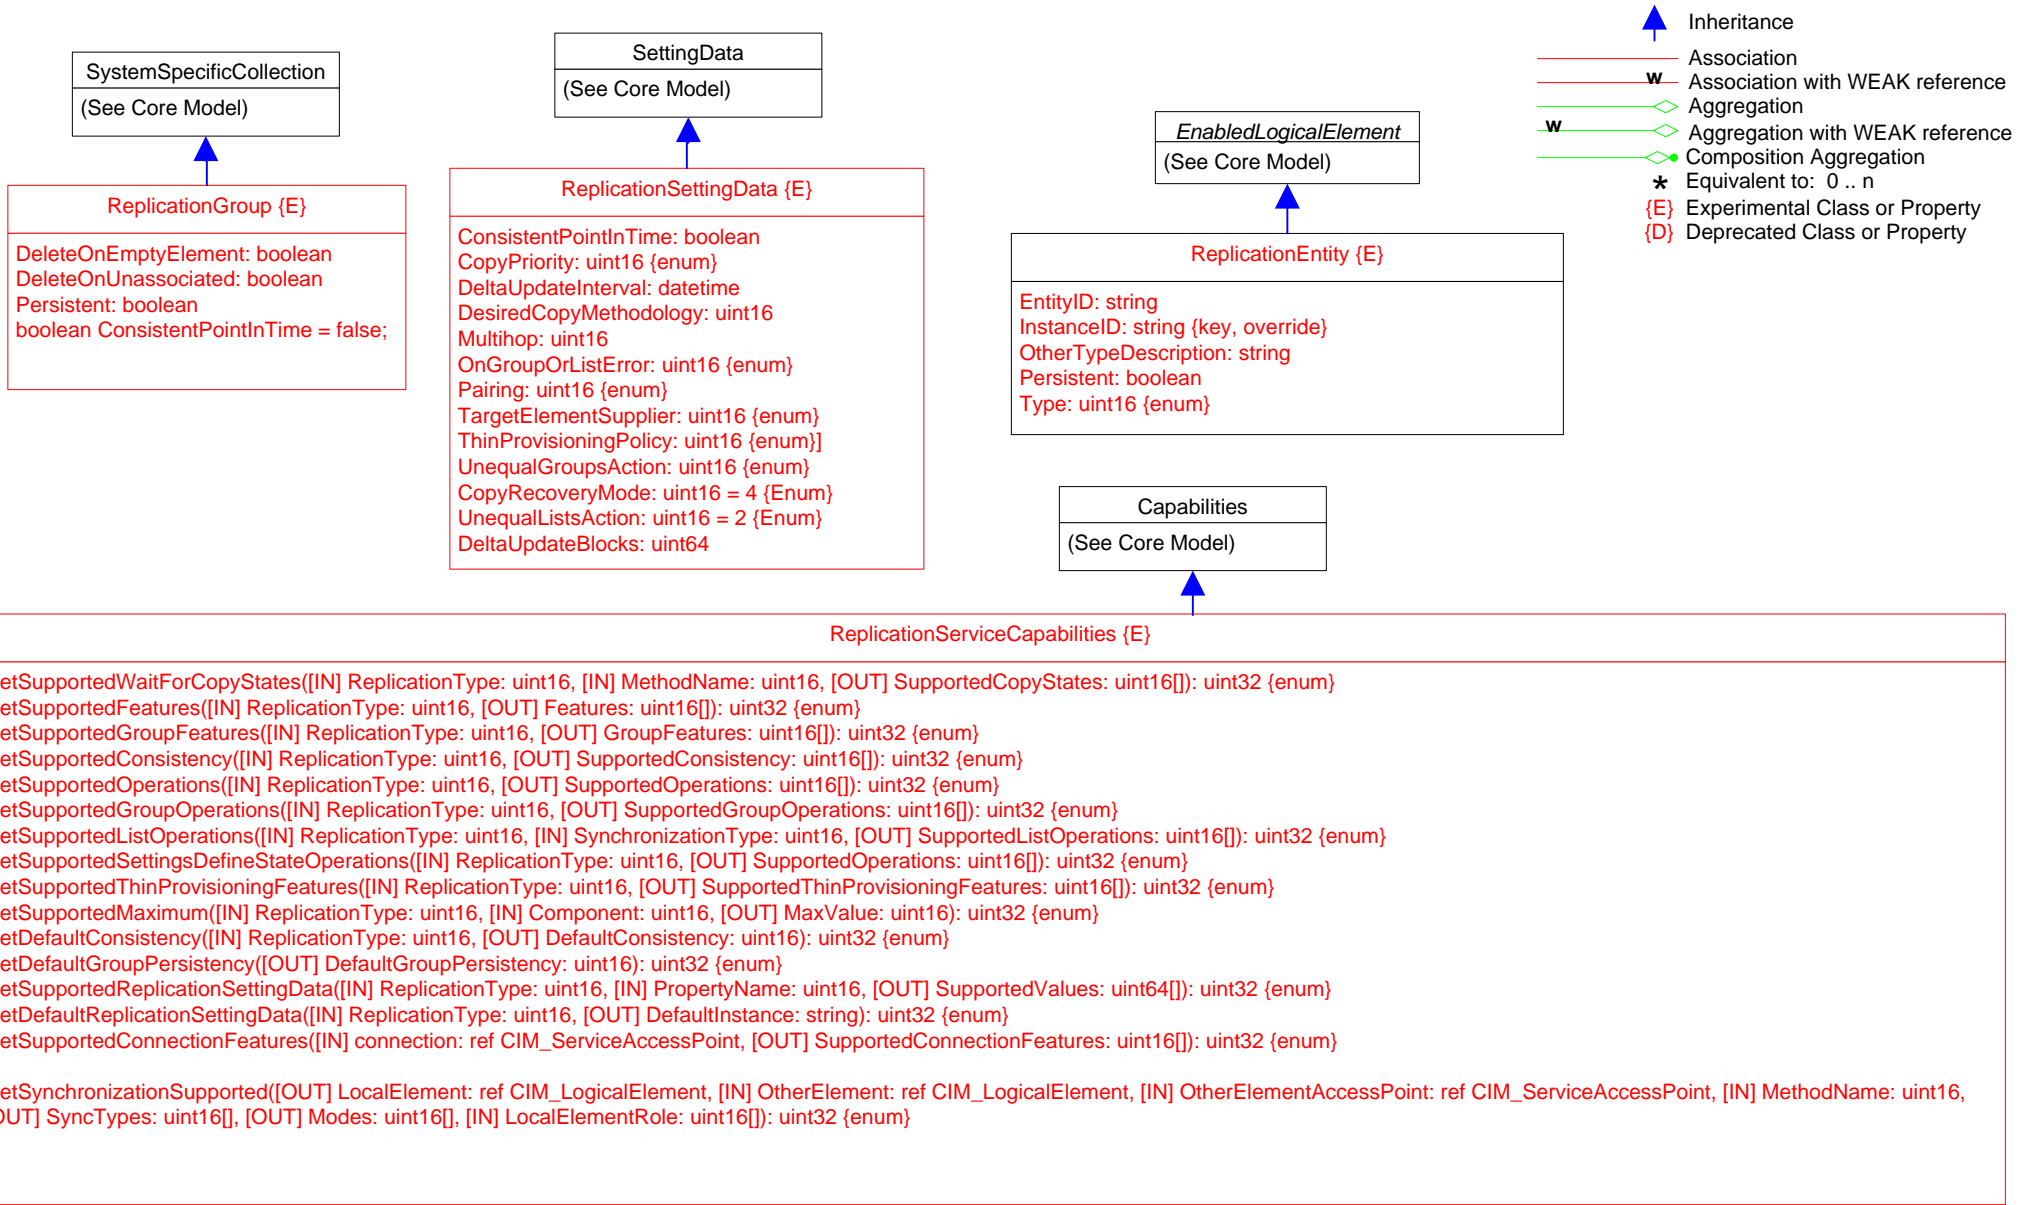 Inheritance
Association
w
Association with WEAK reference
Aggregation
w
Aggregation with WEAK reference
Composition Aggregation
* Equivalent to: 0 .. n
{E} Experimental Class or Property
{D} Deprecated Class or Property
SystemSpecificCollection
(See Core Model)
SettingData
(See Core Model)
EnabledLogicalElement
(See Core Model)
ReplicationGroup {E}
DeleteOnEmptyElement: boolean
DeleteOnUnassociated: boolean
Persistent: boolean
boolean ConsistentPointInTime = false;
ReplicationSettingData {E}
ConsistentPointInTime: boolean
CopyPriority: uint16 {enum}
DeltaUpdateInterval: datetime
DesiredCopyMethodology: uint16
Multihop: uint16
OnGroupOrListError: uint16 {enum}
Pairing: uint16 {enum}
TargetElementSupplier: uint16 {enum}
ThinProvisioningPolicy: uint16 {enum}]
UnequalGroupsAction: uint16 {enum}
CopyRecoveryMode: uint16 = 4 {Enum}
UnequalListsAction: uint16 = 2 {Enum}
DeltaUpdateBlocks: uint64
ReplicationEntity {E}
EntityID: string
InstanceID: string {key, override}
OtherTypeDescription: string
Persistent: boolean
Type: uint16 {enum}
Capabilities
(See Core Model)
ReplicationServiceCapabilities {E}
etSupportedWaitForCopyStates([IN] ReplicationType: uint16, [IN] MethodName: uint16, [OUT] SupportedCopyStates: uint16[]): uint32 {enum}
etSupportedFeatures([IN] ReplicationType: uint16, [OUT] Features: uint16[]): uint32 {enum}
etSupportedGroupFeatures([IN] ReplicationType: uint16, [OUT] GroupFeatures: uint16[]): uint32 {enum}
etSupportedConsistency([IN] ReplicationType: uint16, [OUT] SupportedConsistency: uint16[]): uint32 {enum}
etSupportedOperations([IN] ReplicationType: uint16, [OUT] SupportedOperations: uint16[]): uint32 {enum}
etSupportedGroupOperations([IN] ReplicationType: uint16, [OUT] SupportedGroupOperations: uint16[]): uint32 {enum}
etSupportedListOperations([IN] ReplicationType: uint16, [IN] SynchronizationType: uint16, [OUT] SupportedListOperations: uint16[]): uint32 {enum}
etSupportedSettingsDefineStateOperations([IN] ReplicationType: uint16, [OUT] SupportedOperations: uint16[]): uint32 {enum}
etSupportedThinProvisioningFeatures([IN] ReplicationType: uint16, [OUT] SupportedThinProvisioningFeatures: uint16[]): uint32 {enum}
etSupportedMaximum([IN] ReplicationType: uint16, [IN] Component: uint16, [OUT] MaxValue: uint16): uint32 {enum}
etDefaultConsistency([IN] ReplicationType: uint16, [OUT] DefaultConsistency: uint16): uint32 {enum}
etDefaultGroupPersistency([OUT] DefaultGroupPersistency: uint16): uint32 {enum}
etSupportedReplicationSettingData([IN] ReplicationType: uint16, [IN] PropertyName: uint16, [OUT] SupportedValues: uint64[]): uint32 {enum}
etDefaultReplicationSettingData([IN] ReplicationType: uint16, [OUT] DefaultInstance: string): uint32 {enum}
etSupportedConnectionFeatures([IN] connection: ref CIM_ServiceAccessPoint, [OUT] SupportedConnectionFeatures: uint16[]): uint32 {enum}
etSynchronizationSupported([OUT] LocalElement: ref CIM_LogicalElement, [IN] OtherElement: ref CIM_LogicalElement, [IN] OtherElementAccessPoint: ref CIM_ServiceAccessPoint, [IN] MethodName: uint16,
OUT] SyncTypes: uint16[], [OUT] Modes: uint16[], [IN] LocalElementRole: uint16[]): uint32 {enum}